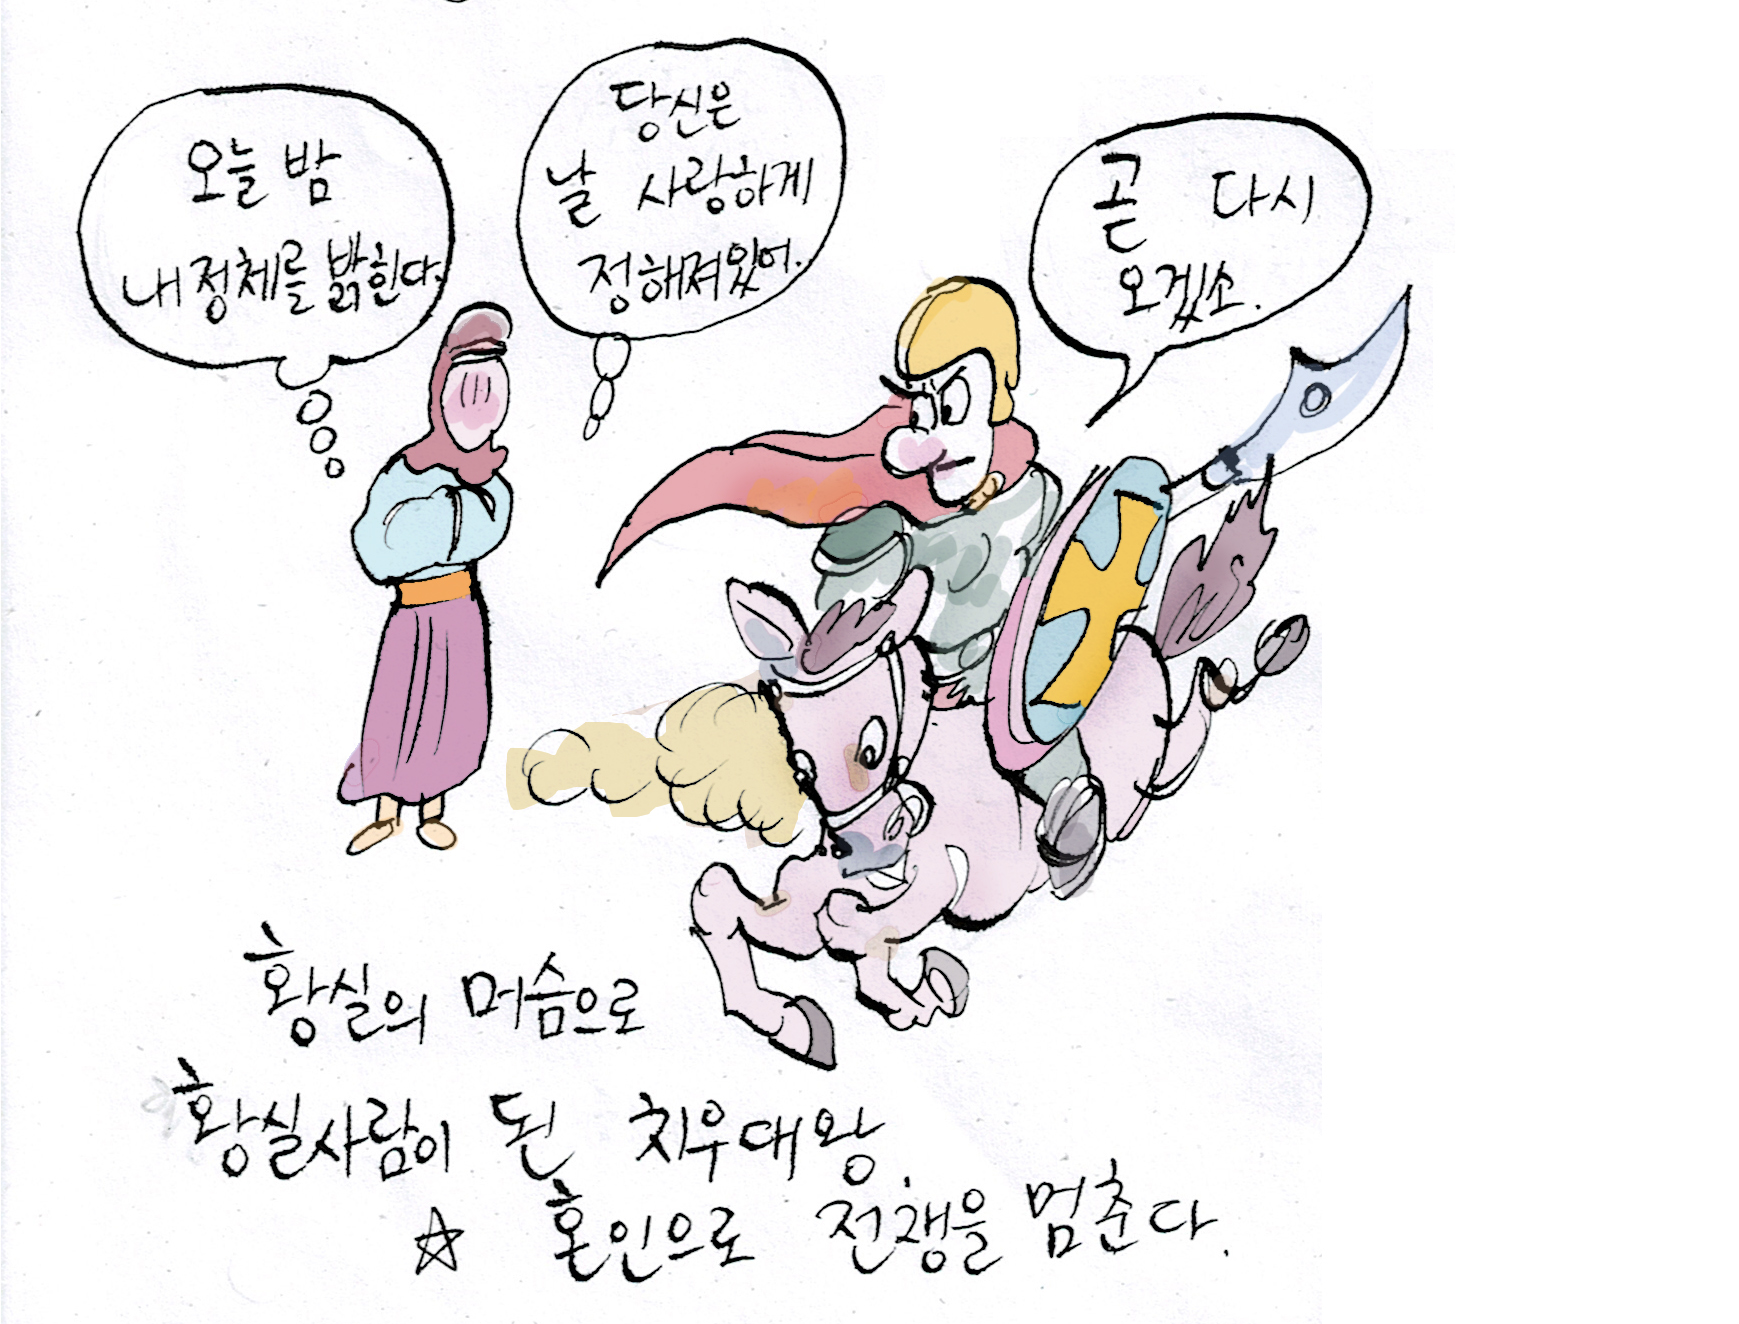 오늘 밤
내 정체를 밝힌다.
당신은
날 사랑하게
정해져있어.
곧 다시
오겠소.
황실의 머슴으로
황실사람이 된 치우대왕.
☆ 혼인으로 전쟁을 멈춘다.